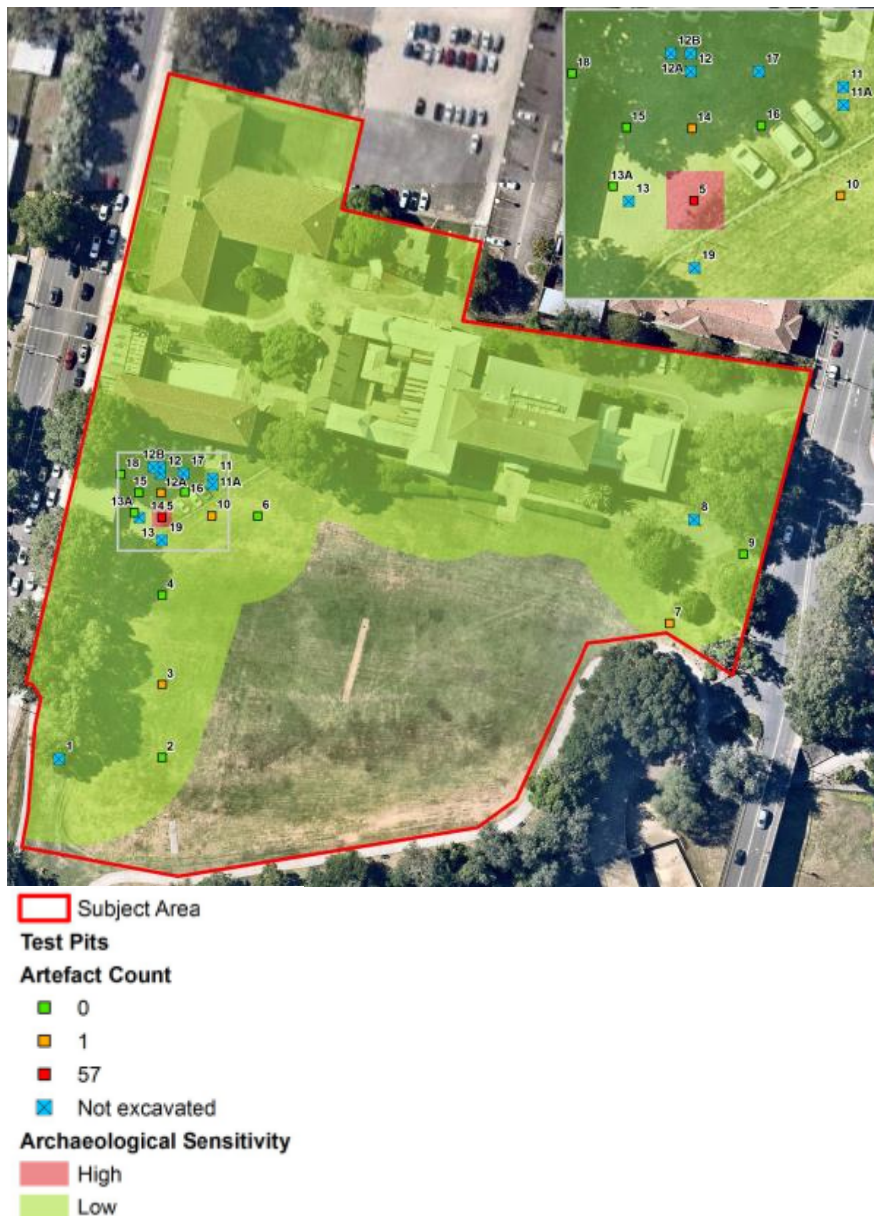 12B
12
17
18
12A
11
11A
15
14
16
13A
13
5
10
19
12B
12
17
11
18
12A
11A
15
16
13A
14
5
10
6
13
19
8
9
4
7
3
1
2
Subject Area
Test Pits
Artefact Count
0
1
57
Not excavated
Archaeological Sensitivity
High
Low